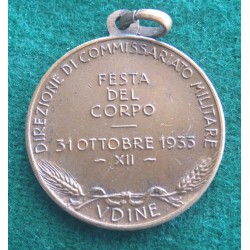 DIREZIONE DI COMMISSARIATO MILITARE
FESTA
DEL
CORPO
31 OTTOBRE 1933
— XII —
VDINE